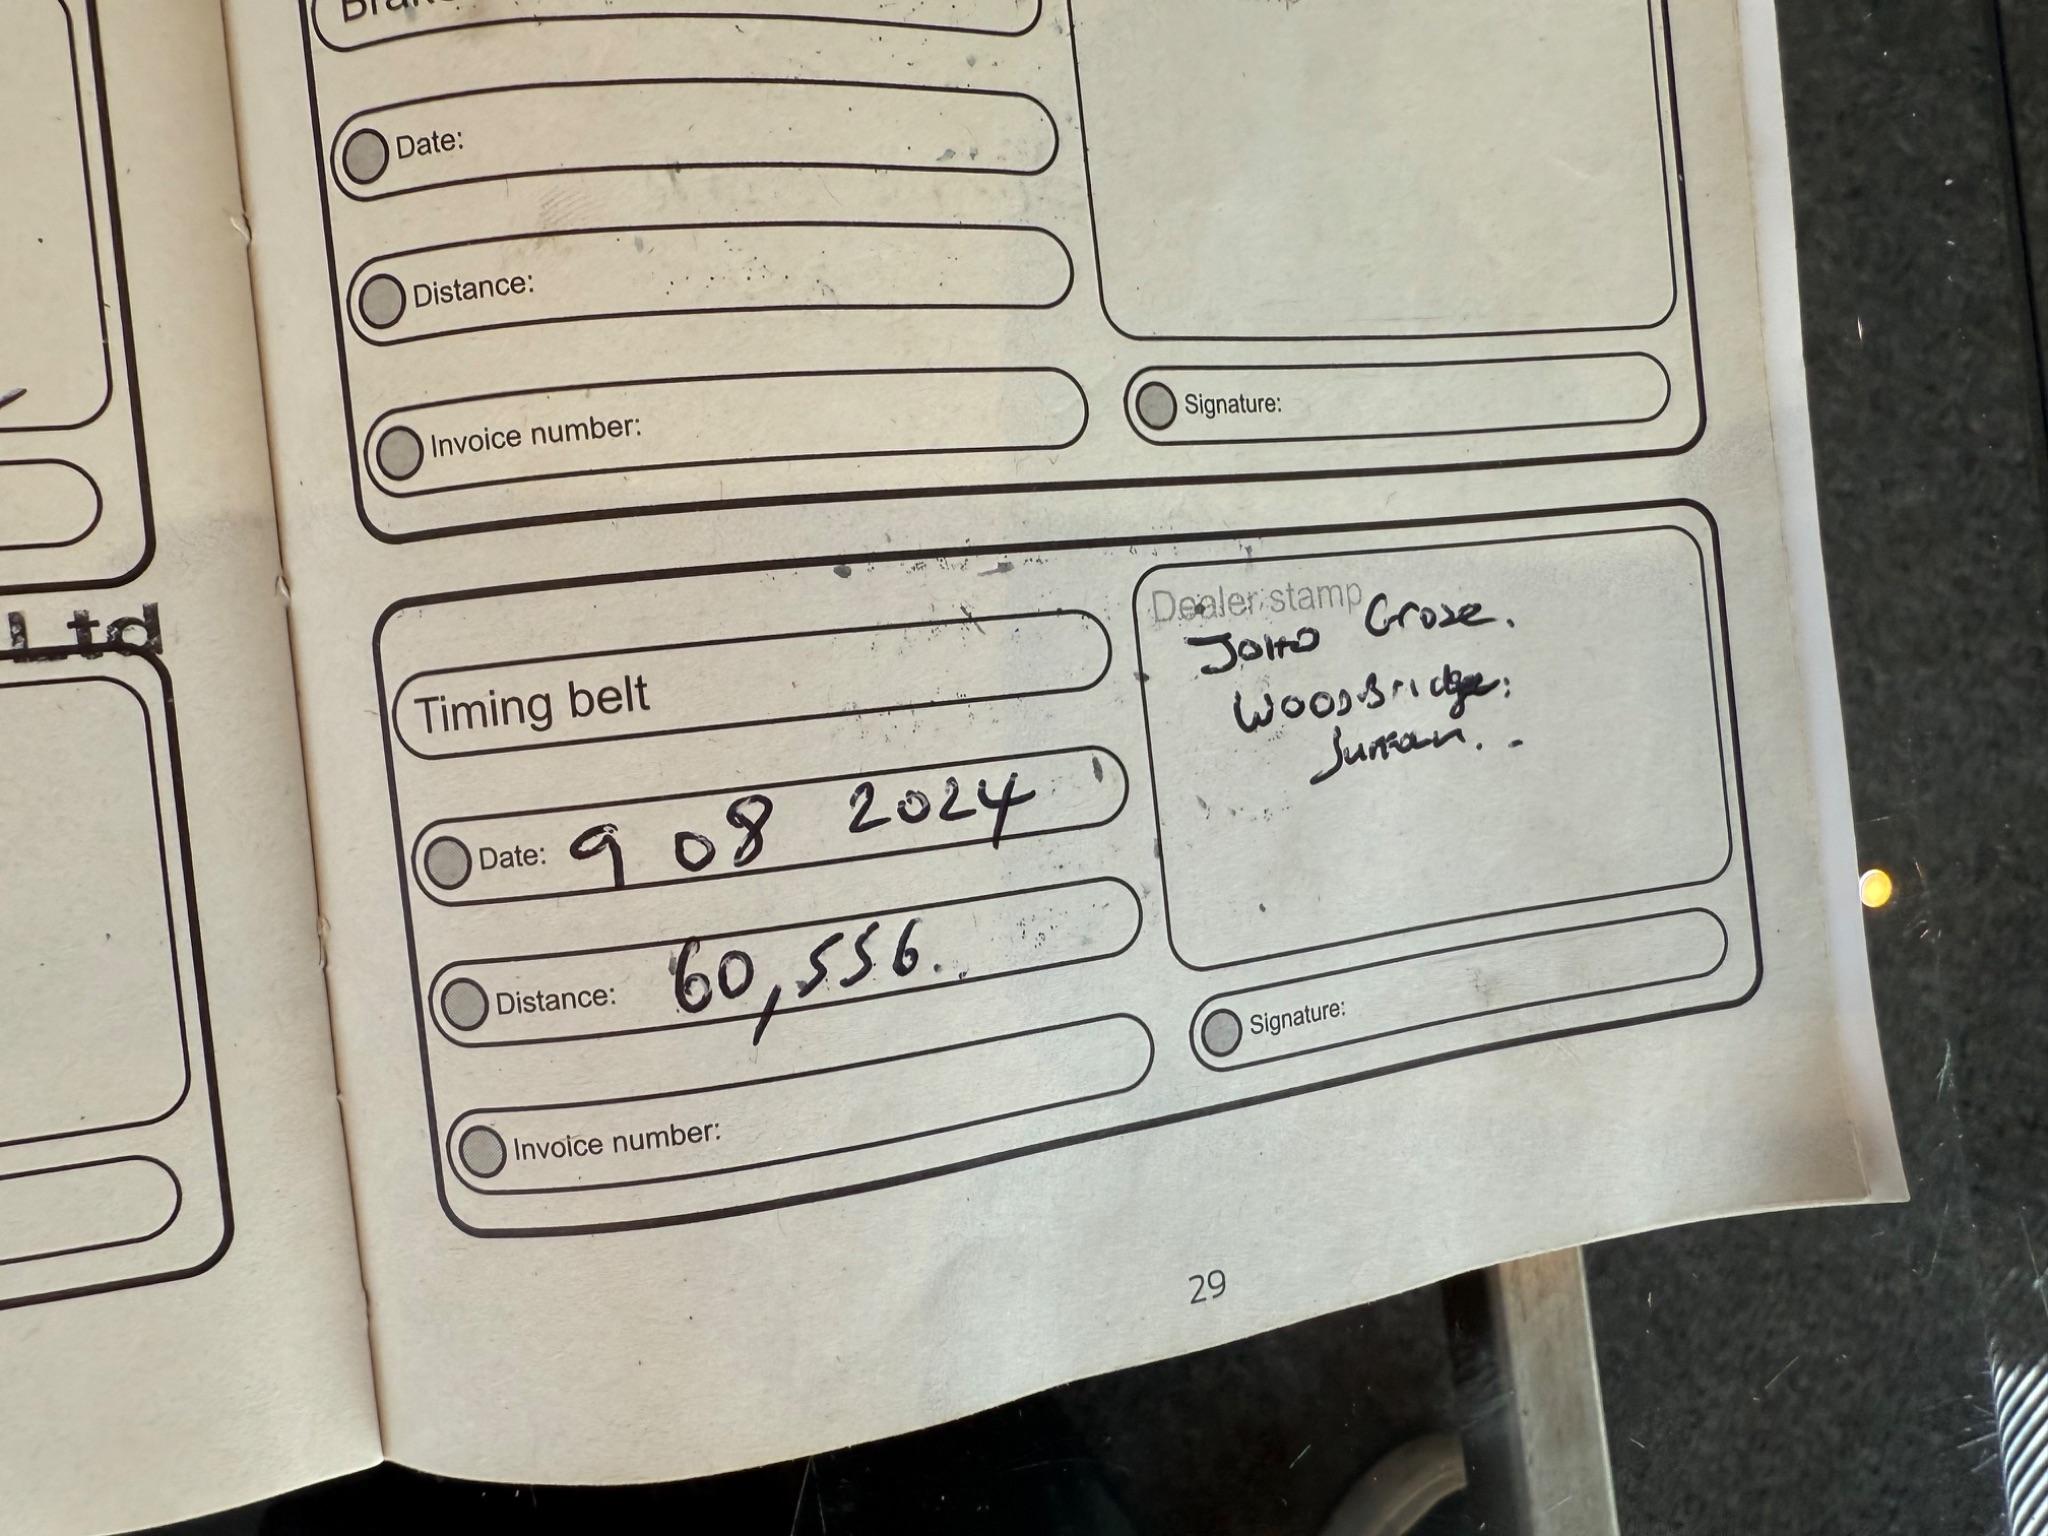 Date:
Distance:
Invoice number:
Signature:
Ltd
Timing belt
Dealer stamp
John Grose.
Woodbridge.
Date: 9 08 2024
Distance: 60,556.
Invoice number:
Signature:
29